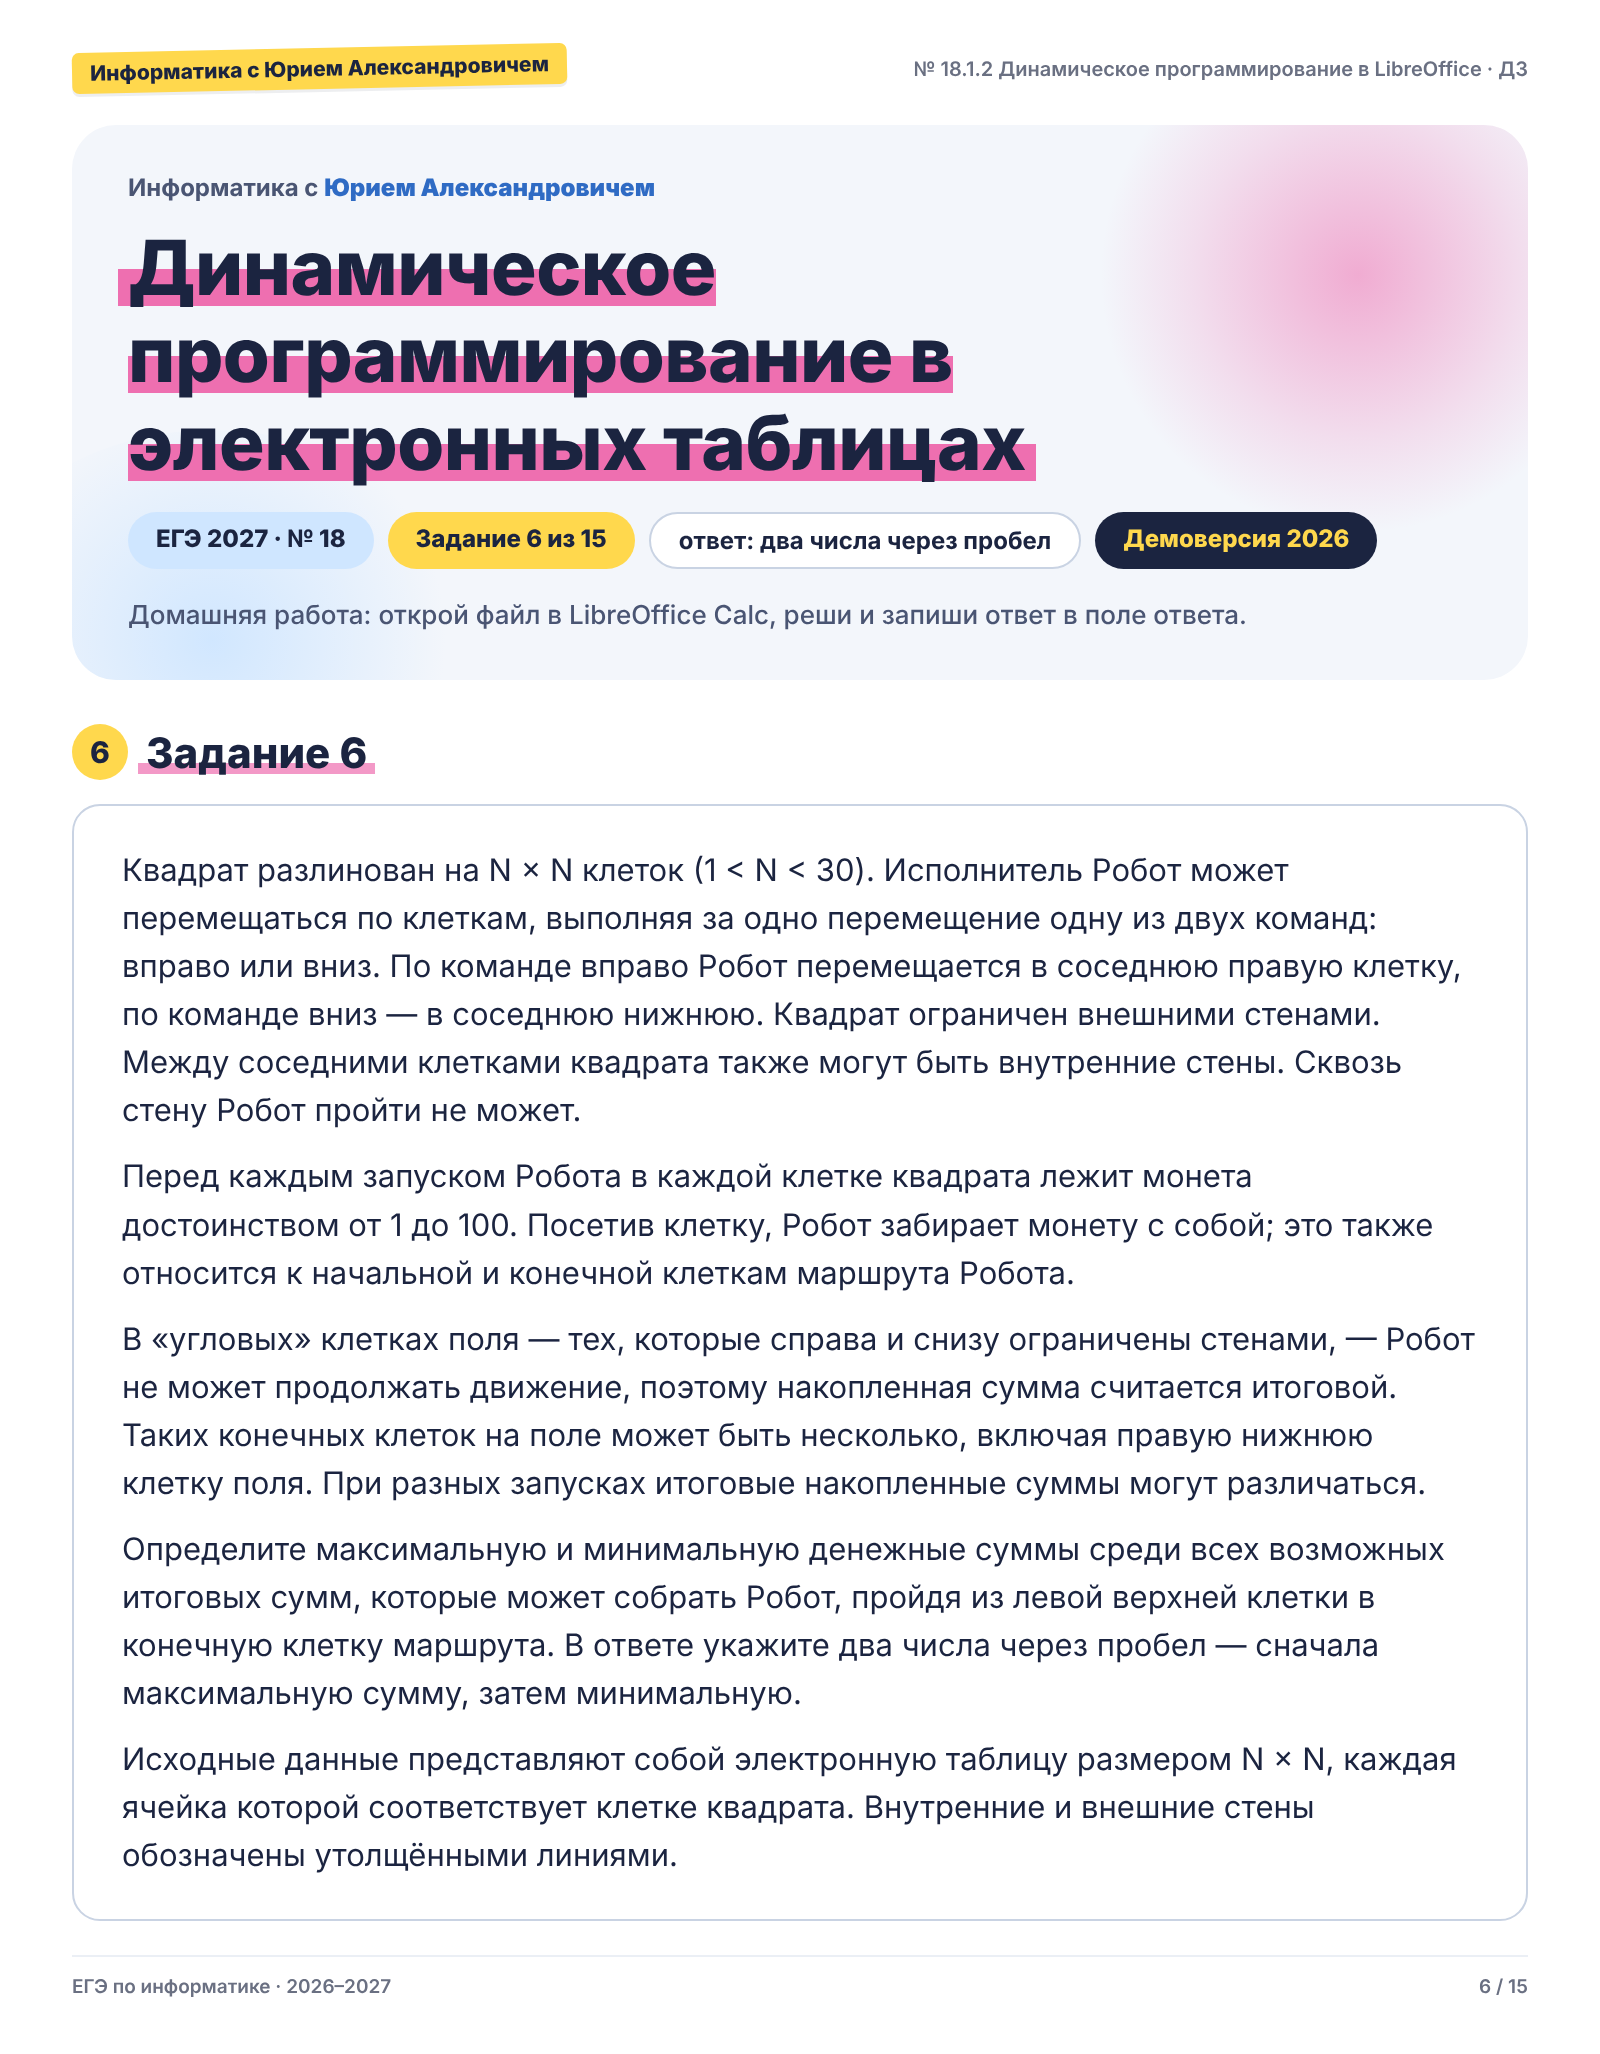 Информатика с Юрием Александровичем
№ 18.1.2 Динамическое программирование в LibreOffice · ДЗ
Информатика с Юрием Александровичем
Динамическое
программирование в
электронных таблицах
ЕГЭ 2027 · № 18
Задание 6 из 15
ответ: два числа через пробел
Демоверсия 2026
Домашняя работа: открой файл в LibreOffice Calc, реши и запиши ответ в поле ответа.
6 Задание 6
Квадрат разлинован на N × N клеток (1 < N < 30). Исполнитель Робот может
перемещаться по клеткам, выполняя за одно перемещение одну из двух команд:
вправо или вниз. По команде вправо Робот перемещается в соседнюю правую клетку,
по команде вниз — в соседнюю нижнюю. Квадрат ограничен внешними стенами.
Между соседними клетками квадрата также могут быть внутренние стены. Сквозь
стену Робот пройти не может.
Перед каждым запуском Робота в каждой клетке квадрата лежит монета
достоинством от 1 до 100. Посетив клетку, Робот забирает монету с собой; это также
относится к начальной и конечной клеткам маршрута Робота.
В «угловых» клетках поля — тех, которые справа и снизу ограничены стенами, — Робот
не может продолжать движение, поэтому накопленная сумма считается итоговой.
Таких конечных клеток на поле может быть несколько, включая правую нижнюю
клетку поля. При разных запусках итоговые накопленные суммы могут различаться.
Определите максимальную и минимальную денежные суммы среди всех возможных
итоговых сумм, которые может собрать Робот, пройдя из левой верхней клетки в
конечную клетку маршрута. В ответе укажите два числа через пробел — сначала
максимальную сумму, затем минимальную.
Исходные данные представляют собой электронную таблицу размером N × N, каждая
ячейка которой соответствует клетке квадрата. Внутренние и внешние стены
обозначены утолщёнными линиями.
ЕГЭ по информатике · 2026–2027
6 / 15